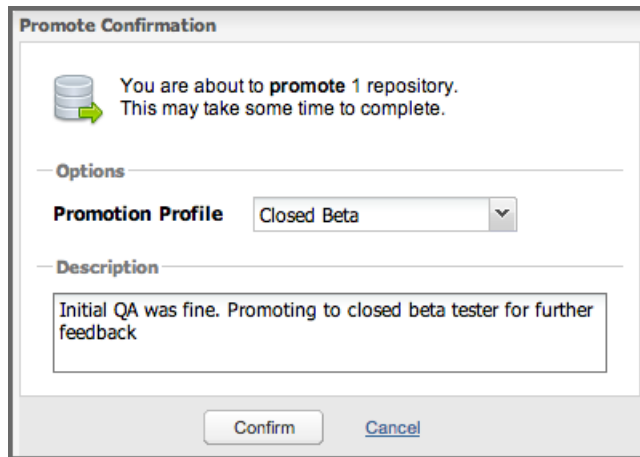 Promote Confirmation
You are about to promote 1 repository.
This may take some time to complete.
Options
Promotion Profile
Closed Beta
Description
Initial QA was fine. Promoting to closed beta tester for further
feedback
Confirm
Cancel